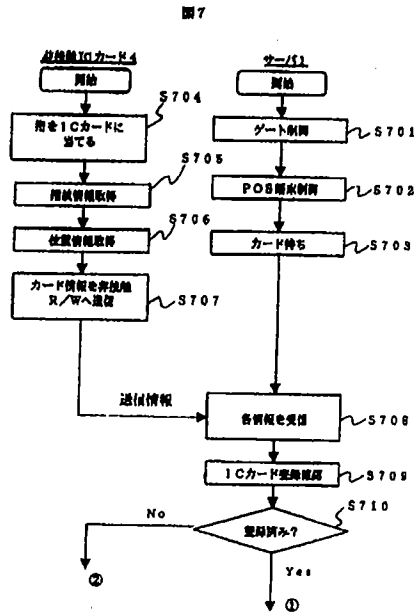 図7
非接触ICカード4
開始
S704
指をICカードに
当てる
S705
指紋情報取得
S706
位置情報取得
S707
カード情報を非接触
R/Wへ送信
送信情報
サーバ1
開始
ゲート制御
S701
POS端末制御
S702
カード待ち
S703
各情報を受信
S708
ICカード登録確認
S709
登録済み?
S710
No
Yes
②
①